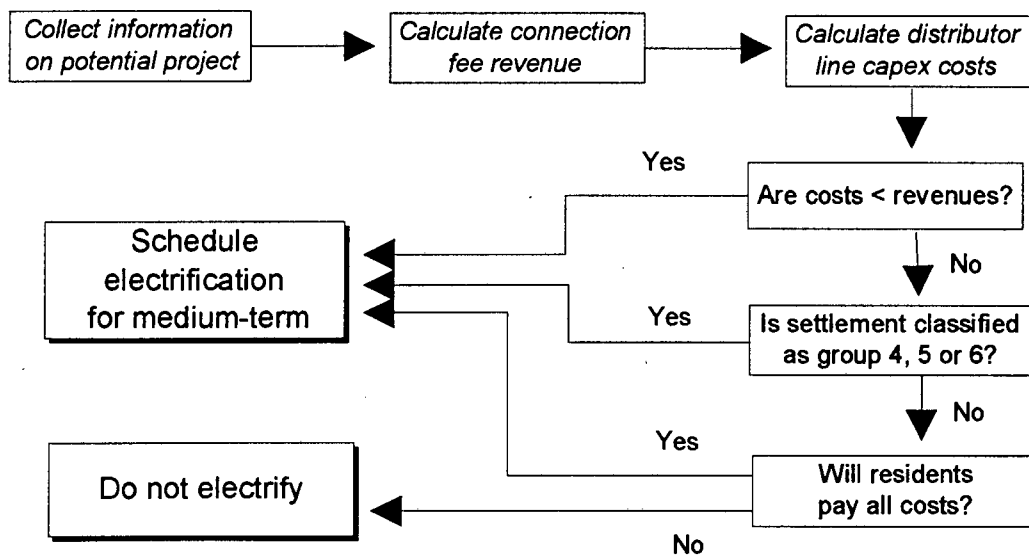 Collect information
on potential project
Calculate connection
fee revenue
Calculate distributor
line capex costs
Yes
Are costs < revenues?
Schedule
electrification
for medium-term
No
Yes
Is settlement classified
as group 4, 5 or 6?
No
Yes
Do not electrify
Will residents
pay all costs?
No